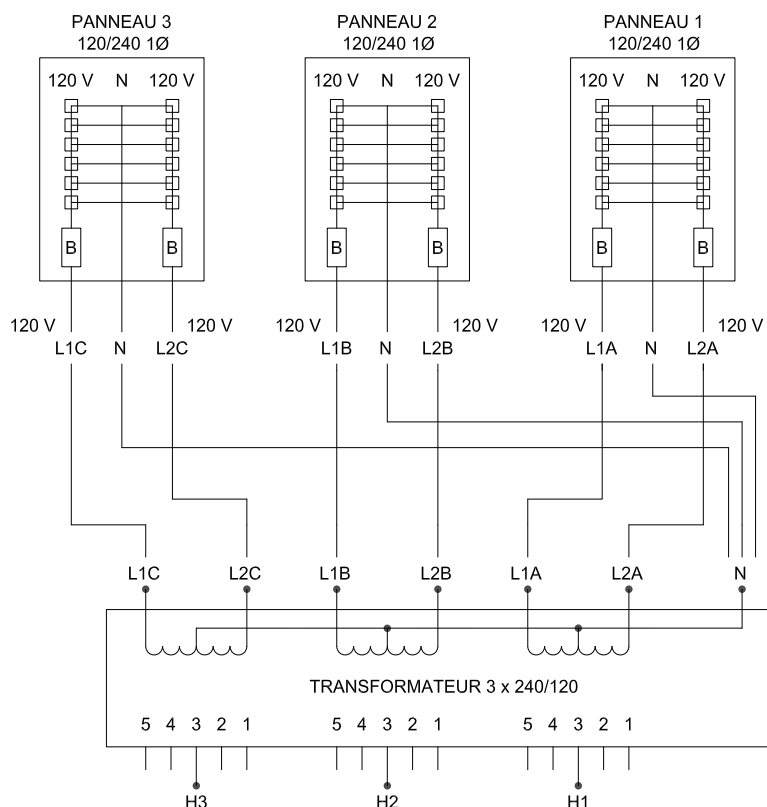 PANNEAU 3 PANNEAU 2 PANNEAU 1
120/240 1Ø 120/240 1Ø 120/240 1Ø
120 V N 120 V 120 V N 120 V 120 V N 120 V
B B B B B B
120 V 120 V 120 V 120 V 120 V 120 V
L1C N L2C L1B N L2B L1A N L2A
L1C L2C L1B L2B L1A L2A N
TRANSFORMATEUR 3 x 240/120
5 4 3 2 1 5 4 3 2 1 5 4 3 2 1
H3 H2 H1